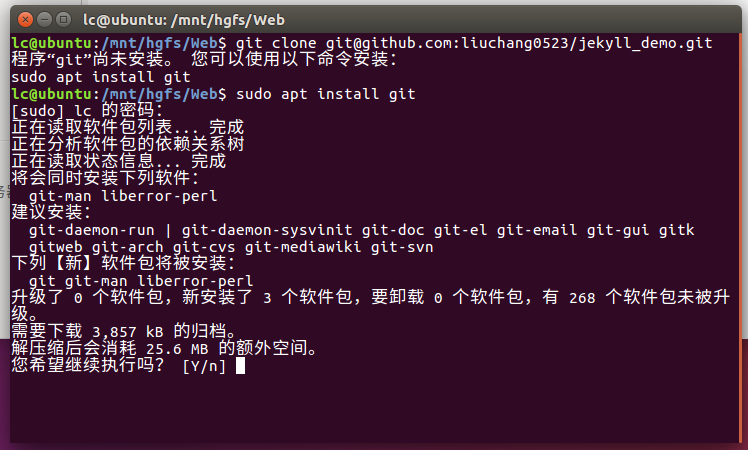 lc@ubuntu: /mnt/hgfs/Web
lc@ubuntu:/mnt/hgfs/Web$ git clone git@github.com:liuchang0523/jekyll_demo.git
程序“git”尚未安装。 您可以使用以下命令安装：
sudo apt install git
lc@ubuntu:/mnt/hgfs/Web$ sudo apt install git
[sudo] lc 的密码：
正在读取软件包列表... 完成
正在分析软件包的依赖关系树
正在读取状态信息... 完成
将会同时安装下列软件：
git-man liberror-perl
建议安装：
git-daemon-run | git-daemon-sysvinit git-doc git-el git-email git-gui gitk
gitweb git-arch git-cvs git-mediawiki git-svn
下列【新】软件包将被安装：
git git-man liberror-perl
升级了 0 个软件包，新安装了 3 个软件包，要卸载 0 个软件包，有 268 个软件包未被升
级。
需要下载 3,857 kB 的归档。
解压缩后会消耗 25.6 MB 的额外空间。
您希望继续执行吗？ [Y/n]